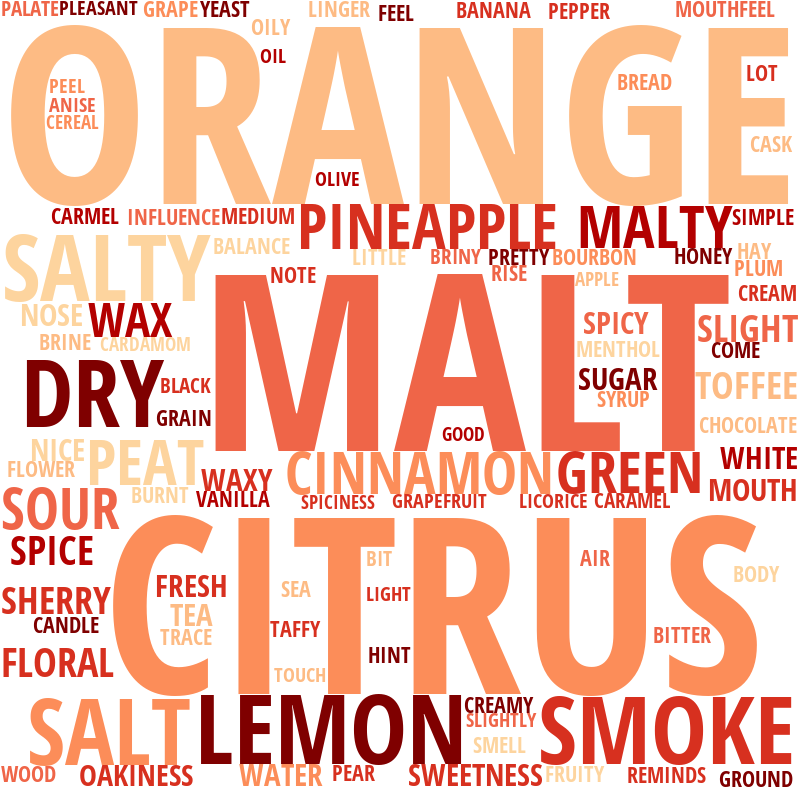 PALATE PLEASANT GRAPE YEAST LINGER FEEL BANANA PEPPER MOUTHFEEL
OILY
OIL
ORANGE
PEEL
ANISE
CEREAL
BREAD
LOT
CASK
OLIVE
CARMEL INFLUENCE MEDIUM PINEAPPLE MALTY SIMPLE
SALTY BALANCE LITTLE BRINY PRETTY BOURBON HONEY HAY
NOTE RISE APPLE PLUM
CREAM
NOSE WAX SPICY SLIGHT
BRINE CARDAMOM MENTHOL COME
MALT
DRY BLACK SUGAR TOFFEE
SYRUP
GRAIN GOOD CHOCOLATE
NICE PEAT CINNAMON GREEN WHITE
FLOWER WAXY MOUTH
BURNT VANILLA SPICINESS GRAPEFRUIT LICORICE CARAMEL
SOUR
SPICE CITRUS BIT AIR
BODY
SHERRY FRESH SEA LIGHT
CANDLE TEA TAFFY
TRACE BITTER
FLORAL HINT
TOUCH
SALT LEMON CREAMY SMOKE
SLIGHTLY
SMELL
WOOD OAKINESS WATER PEAR SWEETNESS FRUITY REMINDS GROUND